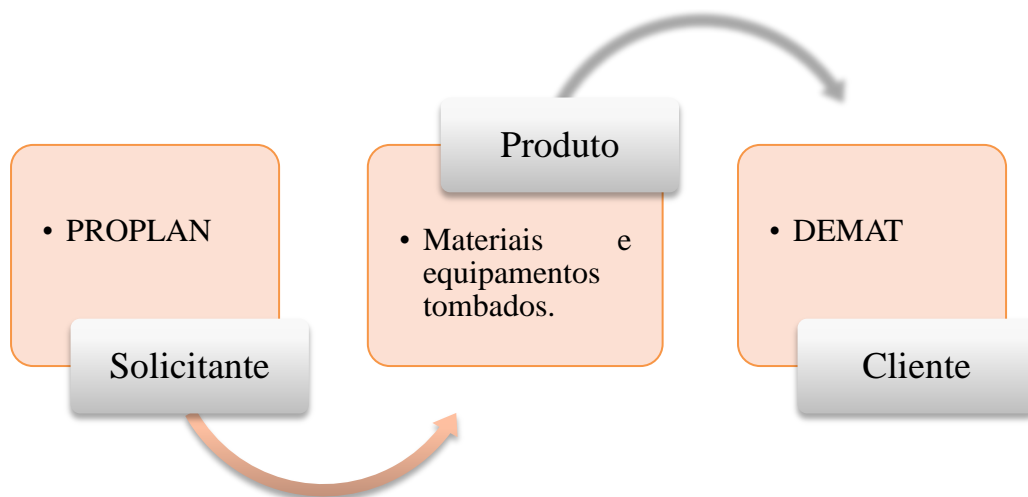 • PROPLAN
Solicitante
Produto
• Materiais e
equipamentos
tombados.
• DEMAT
Cliente